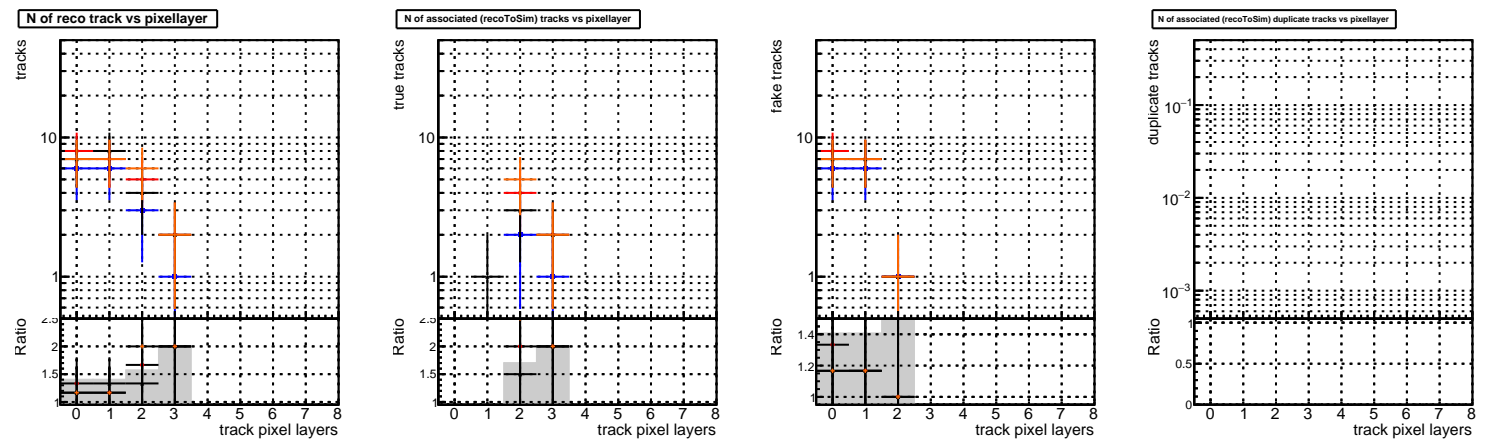 N of reco track vs pixellayer
tracks
10
1
Ratio
2.5
2
1.5
1
0 1 2 3 4 5 6 7 8
track pixel layers
N of associated (recoToSim) tracks vs pixellayer
true tracks
10
1
Ratio
2.5
2
1.5
1
0 1 2 3 4 5 6 7 8
track pixel layers
fake tracks
10
1
Ratio
1.4
1.2
1
0 1 2 3 4 5 6 7 8
track pixel layers
N of associated (recoToSim) duplicate tracks vs pixellayer
duplicate tracks
10⁻¹
10⁻²
10⁻³
Ratio
1
0.5
0
0 1 2 3 4 5 6 7 8
track pixel layers